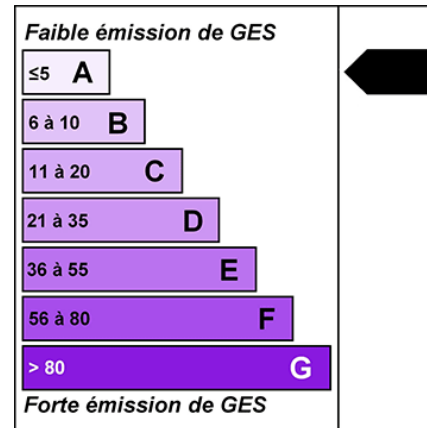 Faible émission de GES
≤5 A
6 à 10 B
11 à 20 C
21 à 35 D
36 à 55 E
56 à 80 F
> 80 G
Forte émission de GES